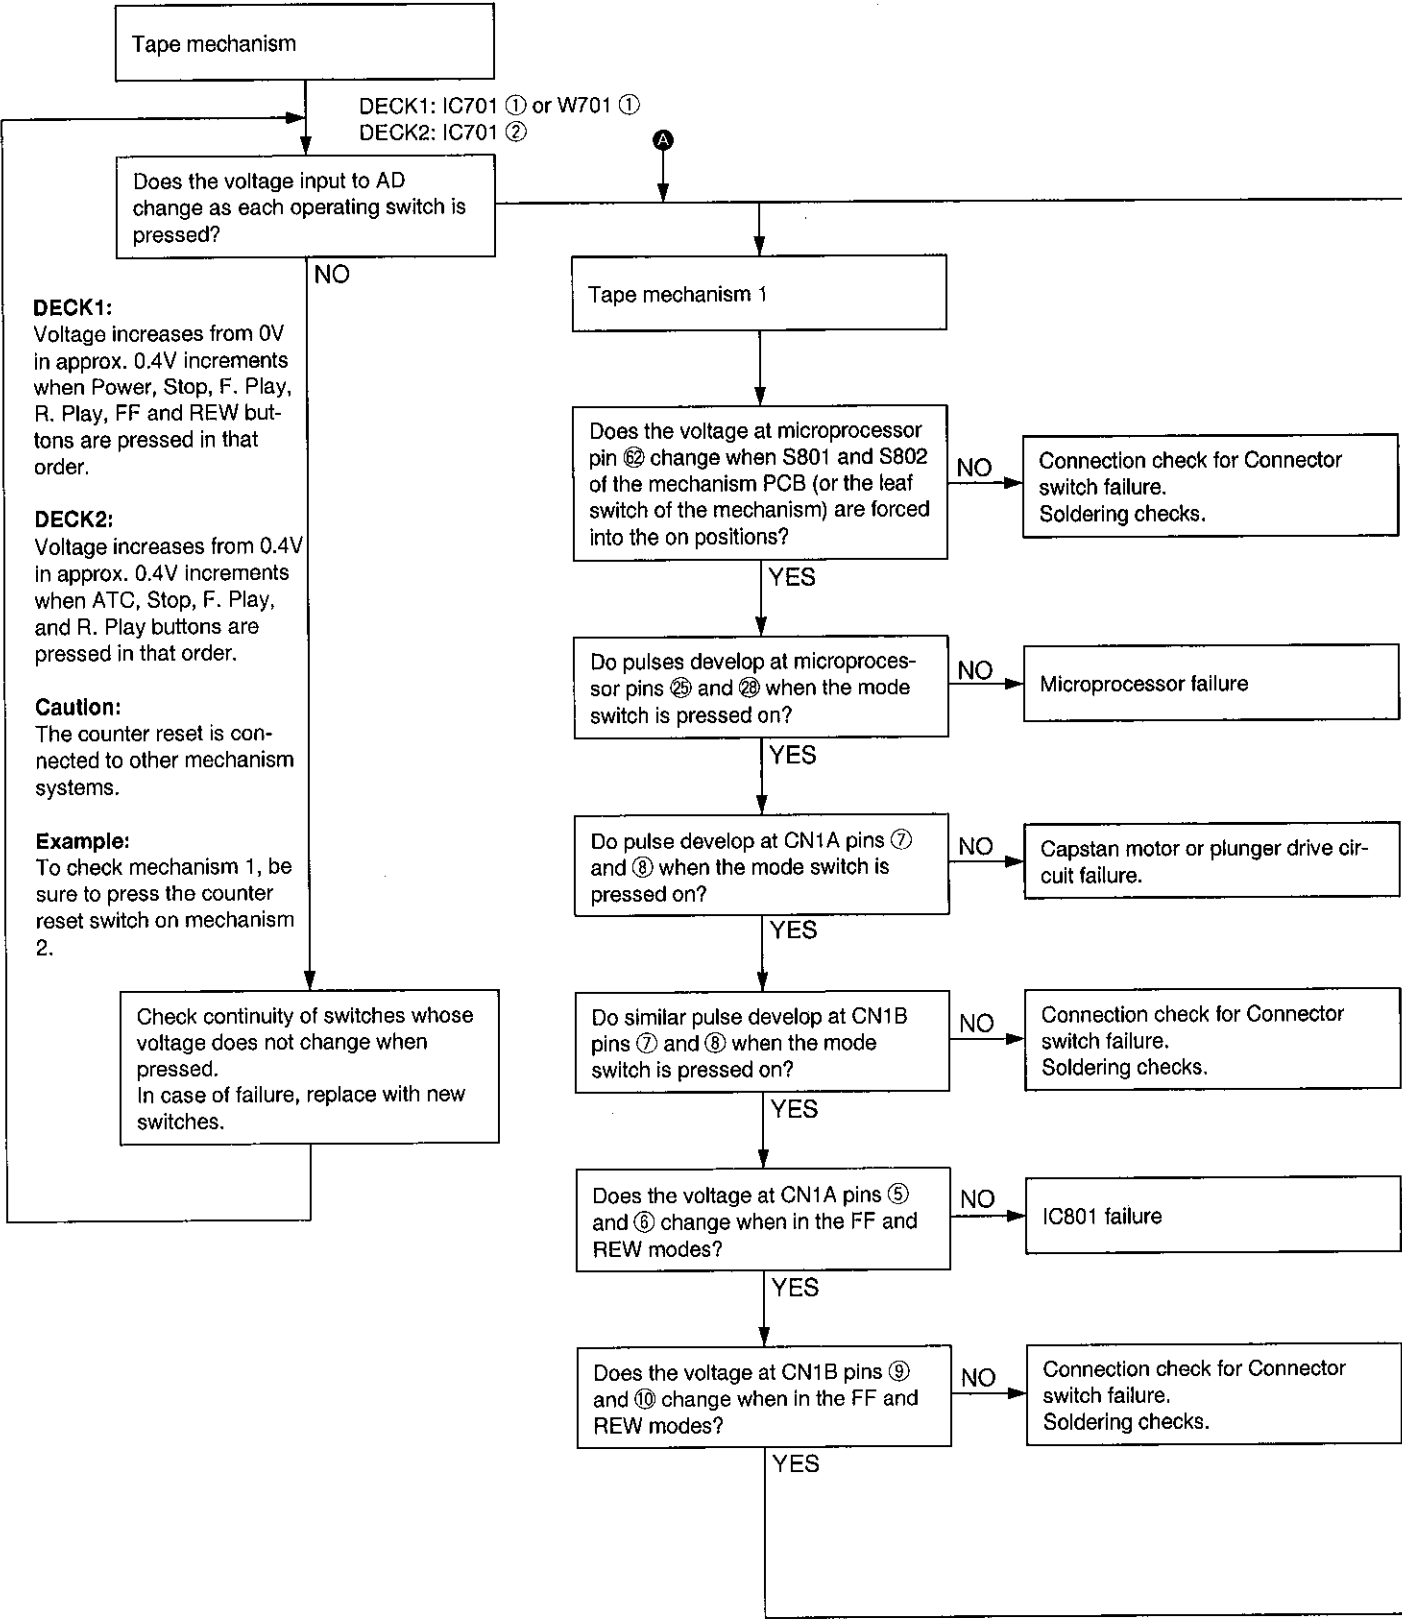 Tape mechanism
DECK1: IC701 ① or W701 ①
DECK2: IC701 ②
A
Does the voltage input to AD
change as each operating switch is
pressed?
NO
DECK1:
Voltage increases from 0V
in approx. 0.4V increments
when Power, Stop, F. Play,
R. Play, FF and REW but-
tons are pressed in that
order.
DECK2:
Voltage increases from 0.4V
in approx. 0.4V increments
when ATC, Stop, F. Play,
and R. Play buttons are
pressed in that order.
Caution:
The counter reset is con-
nected to other mechanism
systems.
Example:
To check mechanism 1, be
sure to press the counter
reset switch on mechanism
2.
Check continuity of switches whose
voltage does not change when
pressed.
In case of failure, replace with new
switches.
Tape mechanism 1
Does the voltage at microprocessor
pin 62 change when S801 and S802
of the mechanism PCB (or the leaf
switch of the mechanism) are forced
into the on positions?
NO
Connection check for Connector
switch failure.
Soldering checks.
YES
Do pulses develop at microproces-
sor pins ㉕ and ㉘ when the mode
switch is pressed on?
NO
Microprocessor failure
YES
Do pulse develop at CN1A pins ⑦
and ⑧ when the mode switch is
pressed on?
NO
Capstan motor or plunger drive cir-
cuit failure.
YES
Do similar pulse develop at CN1B
pins ⑦ and ⑧ when the mode
switch is pressed on?
NO
Connection check for Connector
switch failure.
Soldering checks.
YES
Does the voltage at CN1A pins ⑤
and ⑥ change when in the FF and
REW modes?
NO
IC801 failure
YES
Does the voltage at CN1B pins ⑨
and ⑩ change when in the FF and
REW modes?
NO
Connection check for Connector
switch failure.
Soldering checks.
YES